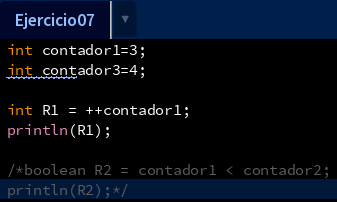 Ejercicio07 ▼
int contador1=3;
int contador3=4;
int R1 = ++contador1;
println(R1);
/*boolean R2 = contador1 < contador2;
println(R2);*/